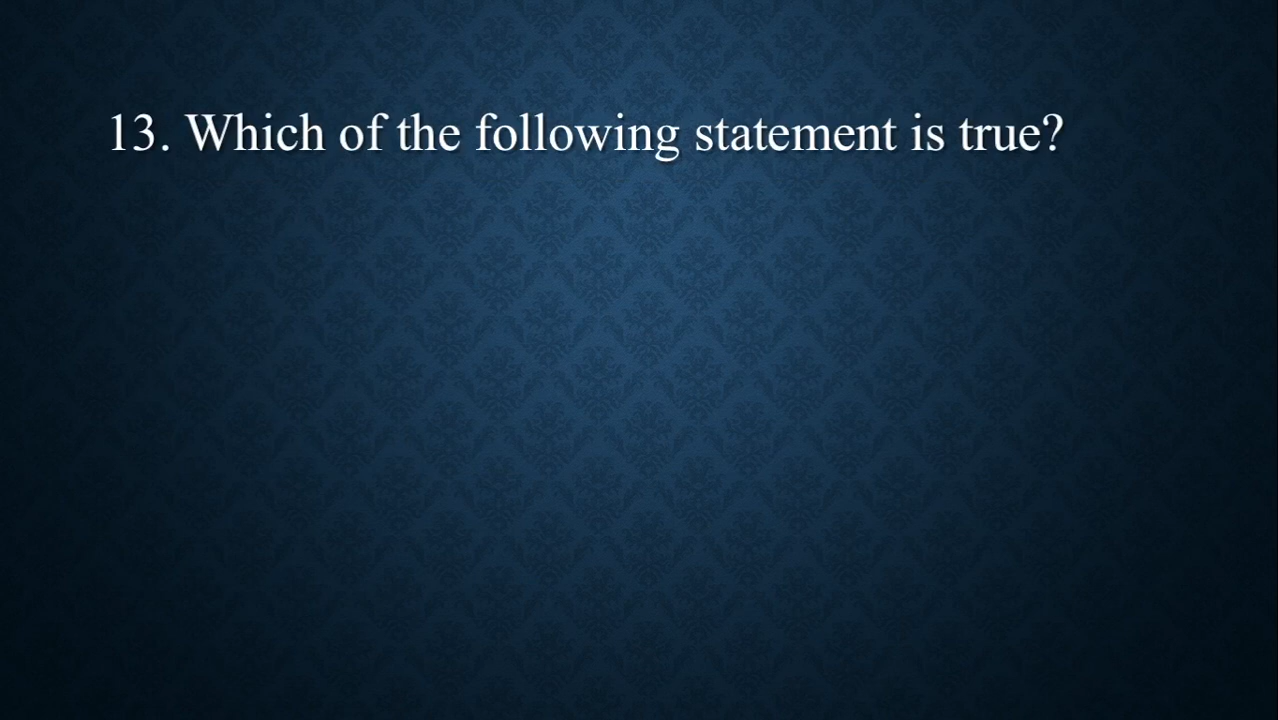 13. Which of the following statement is true?